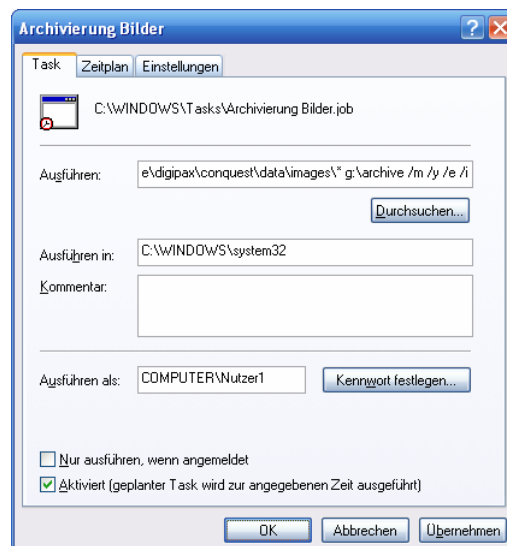 Archivierung Bilder
Task Zeitplan Einstellungen
C:\WINDOWS\Tasks\Archivierung Bilder.job
Ausführen: e\digipax\conquest\data\images\* g:\archive /m /y /e /i
Durchsuchen...
Ausführen in: C:\WINDOWS\system32
Kommentar:
Ausführen als: COMPUTER\Nutzer1 Kennwort festlegen...
Nur ausführen, wenn angemeldet
Aktiviert (geplanter Task wird zur angegebenen Zeit ausgeführt)
OK Abbrechen Übernehmen